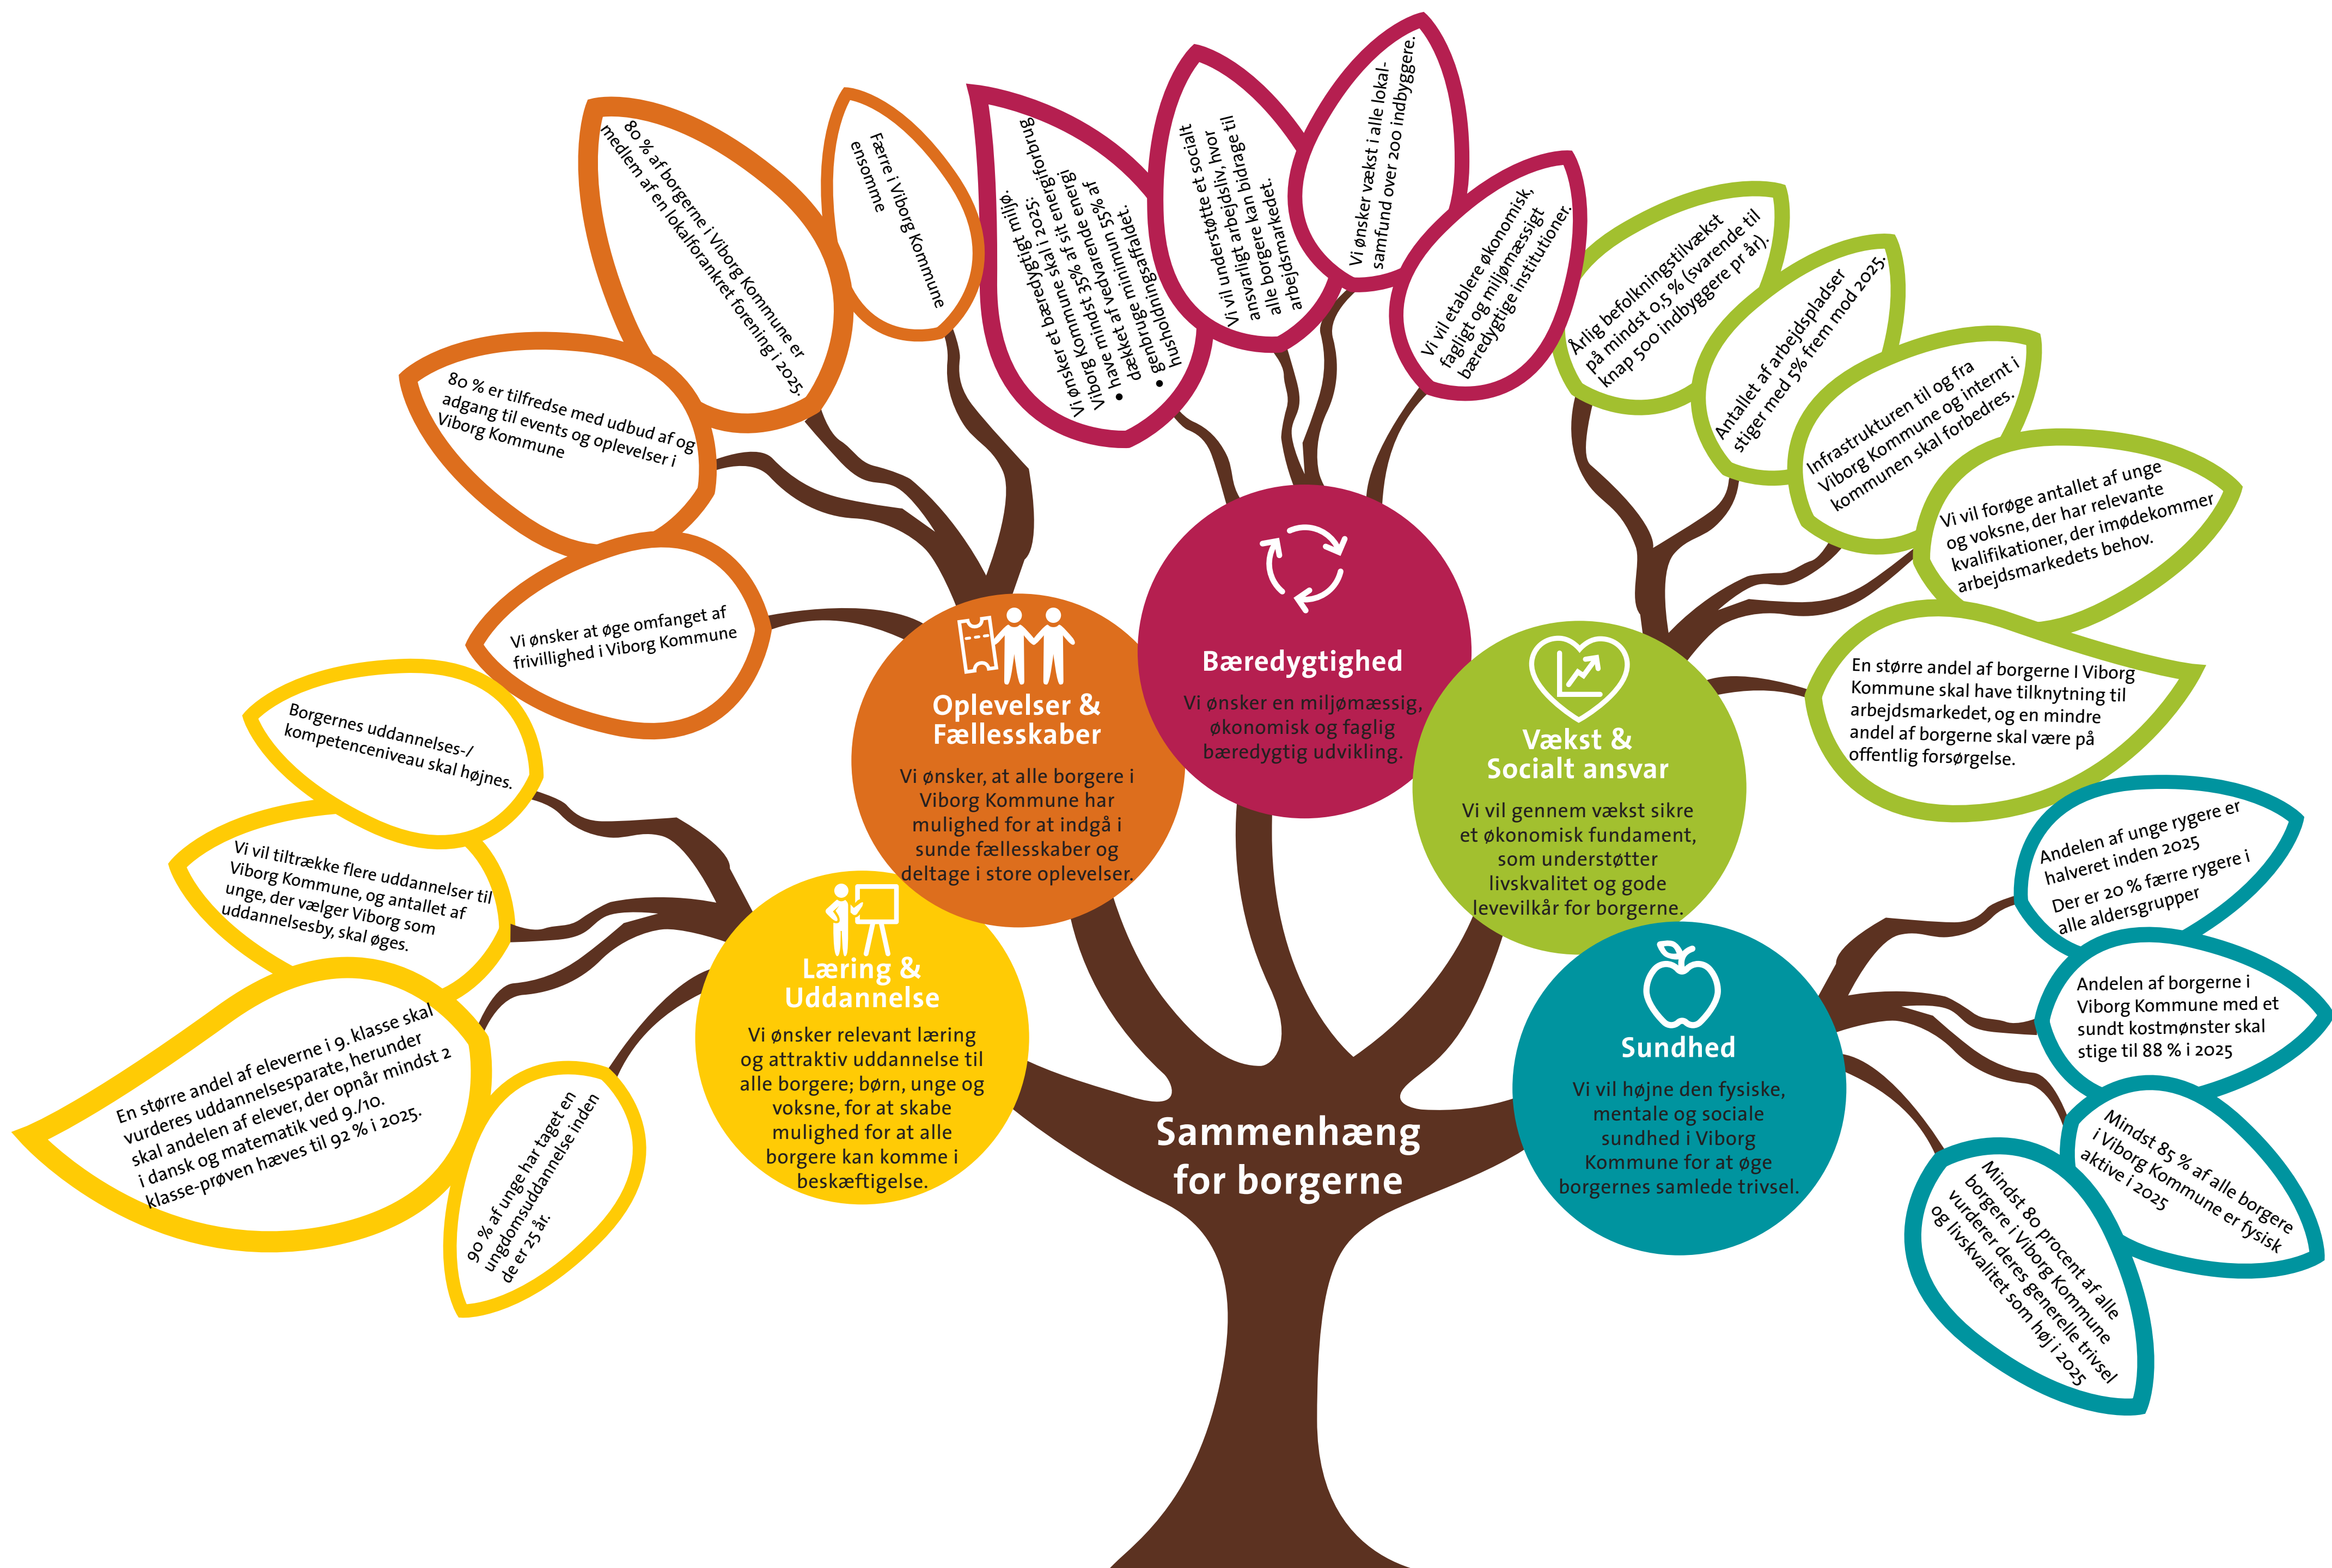 Sammenhæng
for borgerne
Læring &
Uddannelse
Vi ønsker relevant læring
og attraktiv uddannelse til
alle borgere; børn, unge og
voksne, for at skabe
mulighed for at alle
borgere kan komme i
beskæftigelse.
Borgernes uddannelses-/
kompetenceniveau skal højnes.
Vi vil tiltrække flere uddannelser til
Viborg Kommune, og antallet af
unge, der vælger Viborg som
uddannelsesby, skal øges.
En større andel af eleverne i 9. klasse skal
vurderes uddannelsesparate, herunder
skal andelen af elever, der opnår mindst 2
i dansk og matematik ved 9./10.
klasse-prøven hæves til 92 % i 2025.
90 % af unge har taget en
ungdomsuddannelse inden
de er 25 år.
Oplevelser &
Fællesskaber
Vi ønsker, at alle borgere i
Viborg Kommune har
mulighed for at indgå i
sunde fællesskaber og
deltage i store oplevelser.
Vi ønsker at øge omfanget af
frivillighed i Viborg Kommune
80 % er tilfredse med udbud af og
adgang til events og oplevelser i
Viborg Kommune
80 % af borgerne i Viborg Kommune er
medlem af en lokalforankret forening i 2025.
Færre i Viborg Kommune
ensomme
Bæredygtighed
Vi ønsker en miljømæssig,
økonomisk og faglig
bæredygtig udvikling.
Vi ønsker et bæredygtigt miljø.
Viborg Kommune skal i 2025:
• have mindst 35% af sit energiforbrug
dækket af vedvarende energi
• genbruge minimun 55% af
husholdningsaffaldet.
Vi vil understøtte et socialt
ansvarligt arbejdsliv, hvor
alle borgere kan bidrage til
arbejdsmarkedet.
Vi ønsker vækst i alle lokal-
samfund over 200 indbyggere.
Vi vil etablere økonomisk,
fagligt og miljømæssigt
bæredygtige institutioner.
Vækst &
Socialt ansvar
Vi vil gennem vækst sikre
et økonomisk fundament,
som understøtter
livskvalitet og gode
levevilkår for borgerne.
Årlig befolkningstilvækst
på mindst 0,5 % (svarende til
knap 500 indbyggere pr år).
Antallet af arbejdspladser
stiger med 5% frem mod 2025.
Infrastrukturen til og fra
Viborg Kommune og internt i
kommunen skal forbedres.
Vi vil forøge antallet af unge
og voksne, der har relevante
kvalifikationer, der imødekommer
arbejdsmarkedets behov.
En større andel af borgerne I Viborg
Kommune skal have tilknytning til
arbejdsmarkedet, og en mindre
andel af borgerne skal være på
offentlig forsørgelse.
Sundhed
Vi vil højne den fysiske,
mentale og sociale
sundhed i Viborg
Kommune for at øge
borgernes samlede trivsel.
Andelen af unge rygere er
halveret inden 2025
Der er 20 % færre rygere i
alle aldersgrupper
Andelen af borgerne i
Viborg Kommune med et
sundt kostmønster skal
stige til 88 % i 2025
Mindst 85 % af alle borgere
i Viborg Kommune er fysisk
aktive i 2025
Mindst 80 procent af alle
borgere i Viborg Kommune
vurderer deres generelle trivsel
og livskvalitet som høj i 2025